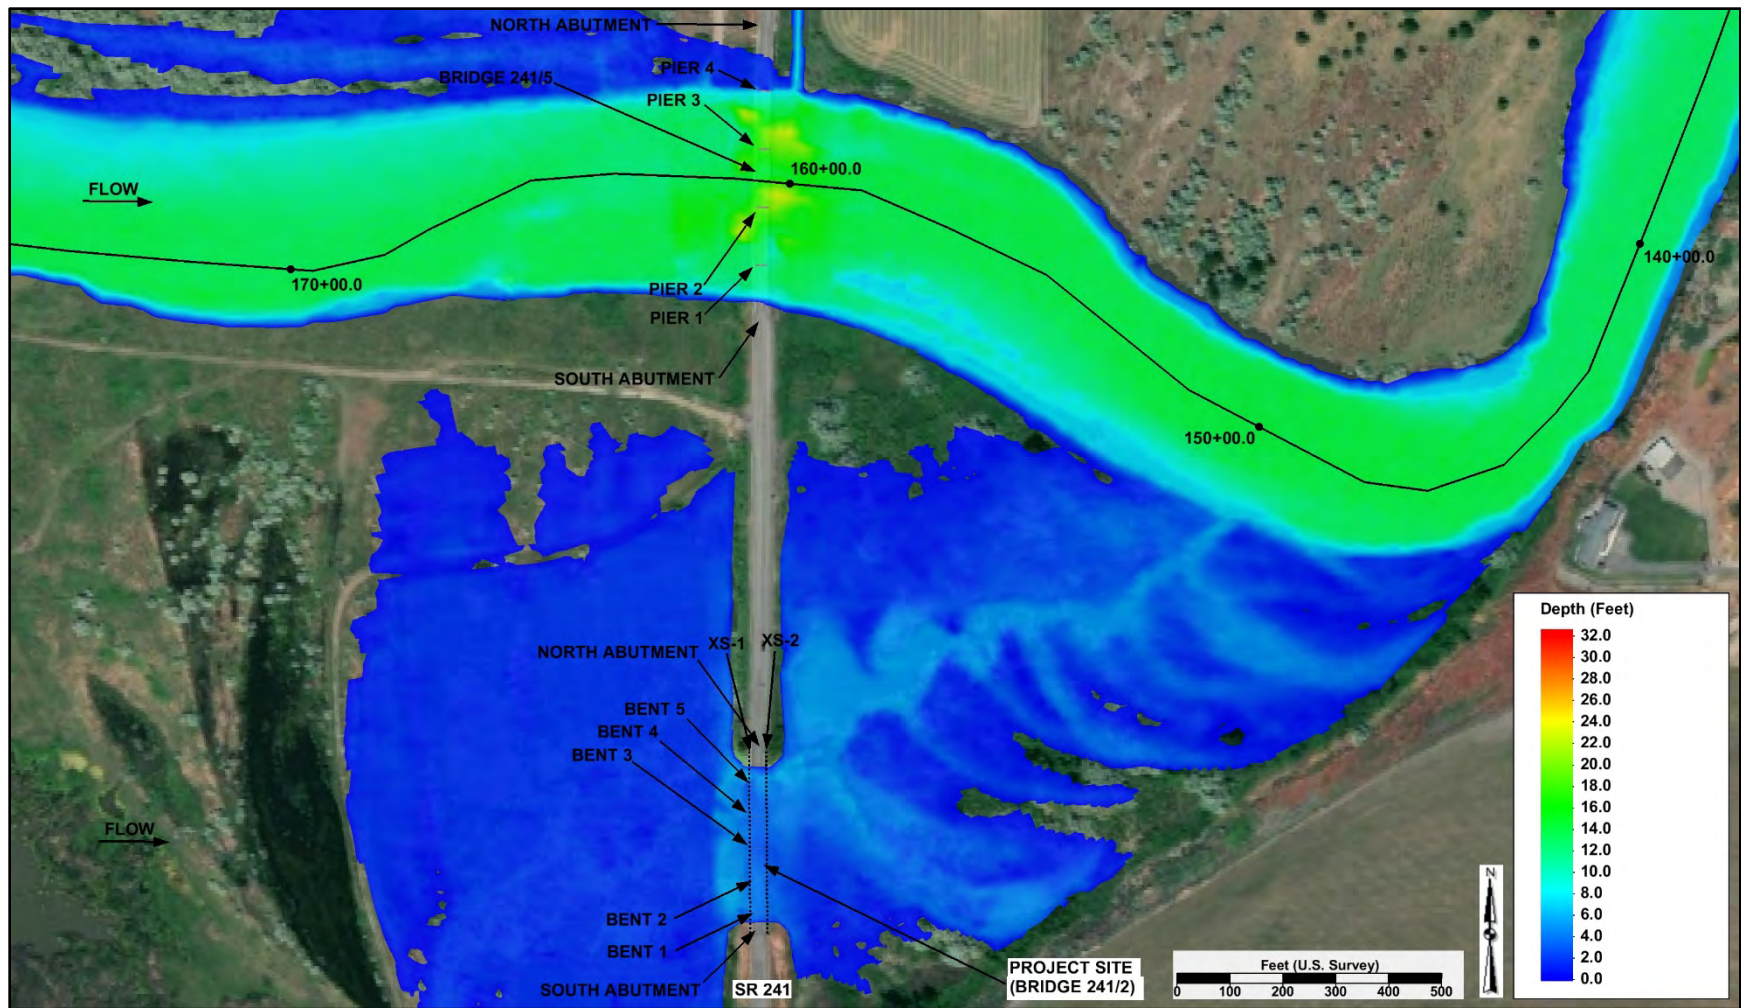 NORTH ABUTMENT
PIER 4
BRIDGE 241/5
PIER 3
160+00.0
FLOW
140+00.0
170+00.0
PIER 2
PIER 1
SOUTH ABUTMENT
150+00.0
Depth (Feet)
32.0
30.0
28.0
26.0
24.0
22.0
20.0
18.0
16.0
14.0
12.0
10.0
8.0
6.0
4.0
2.0
0.0
XS-1
XS-2
NORTH ABUTMENT
BENT 5
BENT 4
BENT 3
FLOW
BENT 2
BENT 1
SOUTH ABUTMENT
SR 241
PROJECT SITE
(BRIDGE 241/2)
N
Feet (U.S. Survey)
0 100 200 300 400 500